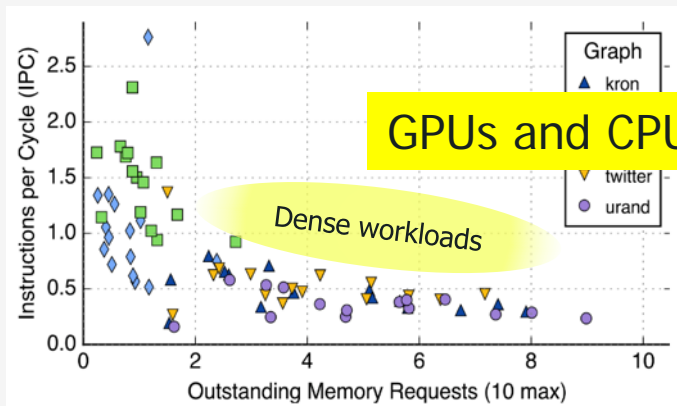 Graph
kron
GPUs and CPU
twitter
urand
Dense workloads
Instructions per Cycle (IPC)
2.5
2.0
1.5
1.0
0.5
0.0
0
2
4
6
8
10
Outstanding Memory Requests (10 max)